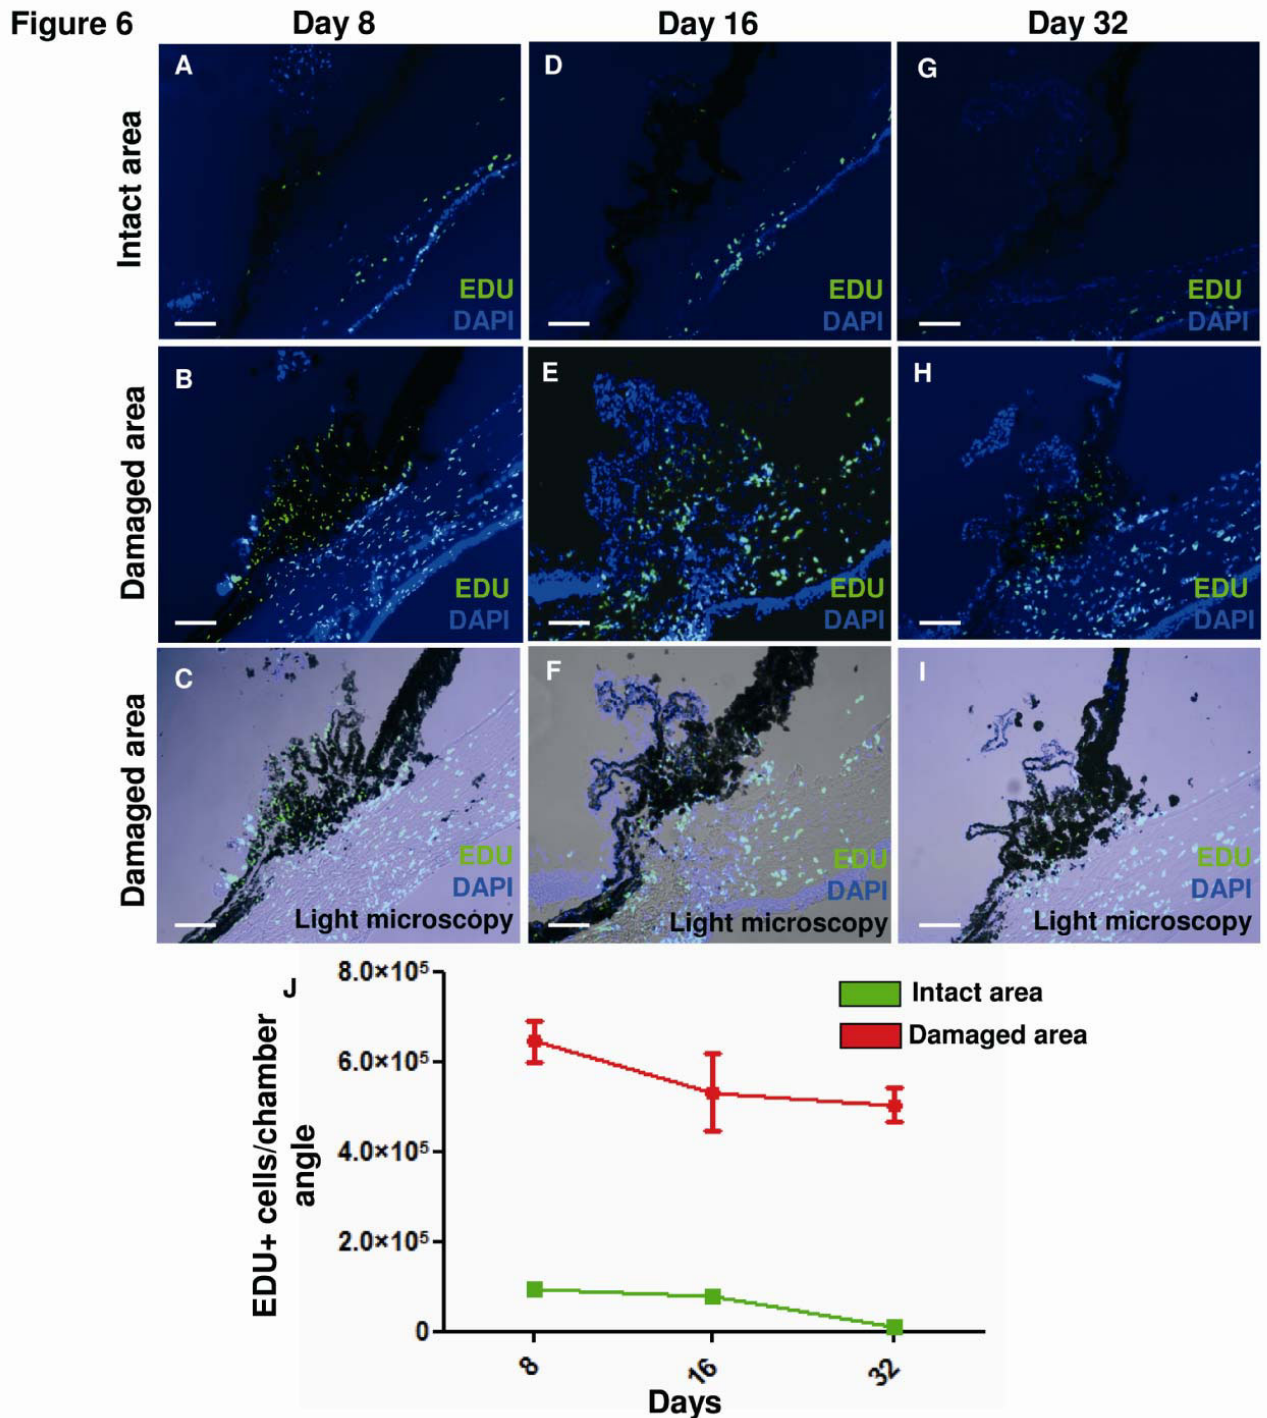 Figure 6
Day 8
Day 16
Day 32
Intact area
A
EDU
DAPI
D
EDU
DAPI
G
EDU
DAPI
Damaged area
B
EDU
DAPI
E
EDU
DAPI
H
EDU
DAPI
Damaged area
C
EDU
DAPI
Light microscopy
F
EDU
DAPI
Light microscopy
I
EDU
DAPI
Light microscopy
J
EDU+ cells/chamber
angle
8.0×10⁵
6.0×10⁵
4.0×10⁵
2.0×10⁵
0
Intact area
Damaged area
8
16
32
Days